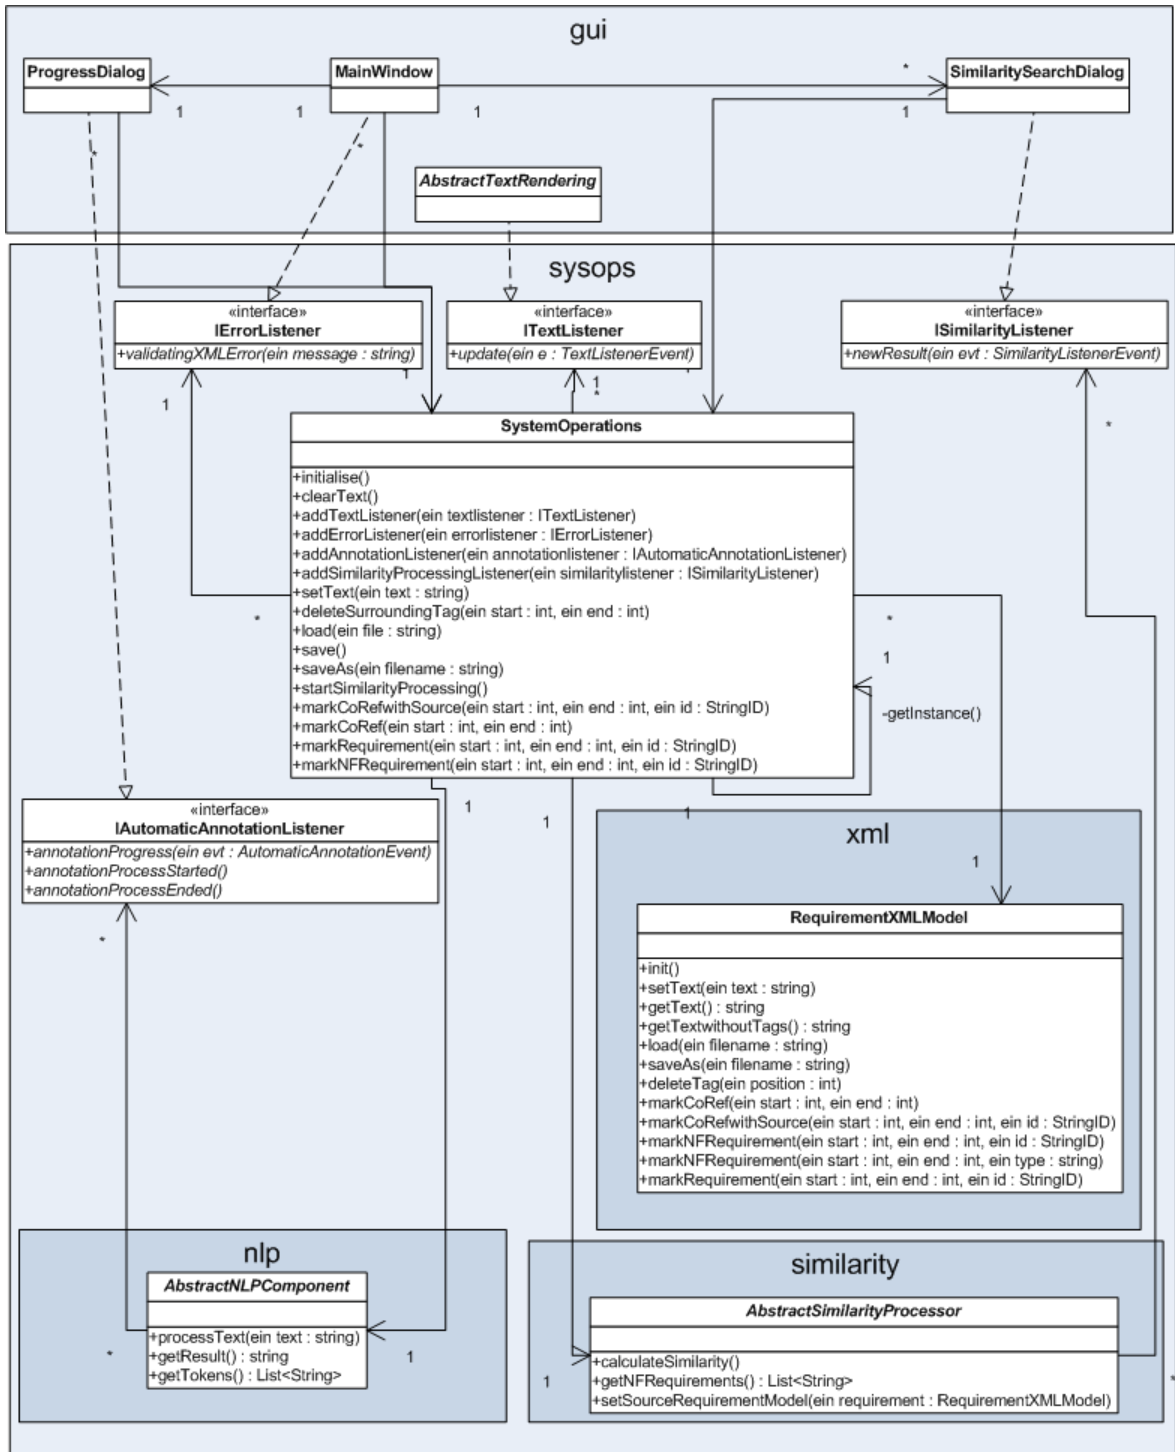 gui
ProgressDialog
MainWindow
SimilaritySearchDialog
*
1
1
1
1
*
*
AbstractTextRendering
sysops
«interface»
IErrorListener
+validatingXMLError(ein message : string)
«interface»
ITextListener
+update(ein e : TextListenerEvent)
«interface»
ISimilarityListener
+newResult(ein evt : SimilarityListenerEvent)
1
1
1
*
*
SystemOperations
+initialise()
+clearText()
+addTextListener(ein textlistener : ITextListener)
+addErrorListener(ein errorlistener : IErrorListener)
+addAnnotationListener(ein annotationlistener : IAutomaticAnnotationListener)
+addSimilarityProcessingListener(ein similaritylistener : ISimilarityListener)
+setText(ein text : string)
+deleteSurroundingTag(ein start : int, ein end : int)
+load(ein file : string)
+save()
+saveAs(ein filename : string)
+startSimilarityProcessing()
+markCoRefwithSource(ein start : int, ein end : int, ein id : StringID)
+markCoRef(ein start : int, ein end : int)
+markRequirement(ein start : int, ein end : int, ein id : StringID)
+markNFRequirement(ein start : int, ein end : int, ein id : StringID)
*
*
1
-getInstance()
1
1
1
«interface»
IAutomaticAnnotationListener
+annotationProgress(ein evt : AutomaticAnnotationEvent)
+annotationProcessStarted()
+annotationProcessEnded()
*
xml
1
RequirementXMLModel
+init()
+setText(ein text : string)
+getText() : string
+getTextwithoutTags() : string
+load(ein filename : string)
+saveAs(ein filename : string)
+deleteTag(ein position : int)
+markCoRef(ein start : int, ein end : int)
+markCoRefwithSource(ein start : int, ein end : int, ein id : StringID)
+markNFRequirement(ein start : int, ein end : int, ein id : StringID)
+markNFRequirement(ein start : int, ein end : int, ein type : string)
+markRequirement(ein start : int, ein end : int, ein id : StringID)
nlp
AbstractNLPComponent
+processText(ein text : string)
+getResult() : string
+getTokens() : List<String>
*
1
similarity
AbstractSimilarityProcessor
+calculateSimilarity()
+getNFRequirements() : List<String>
+setSourceRequirementModel(ein requirement : RequirementXMLModel)
1
*